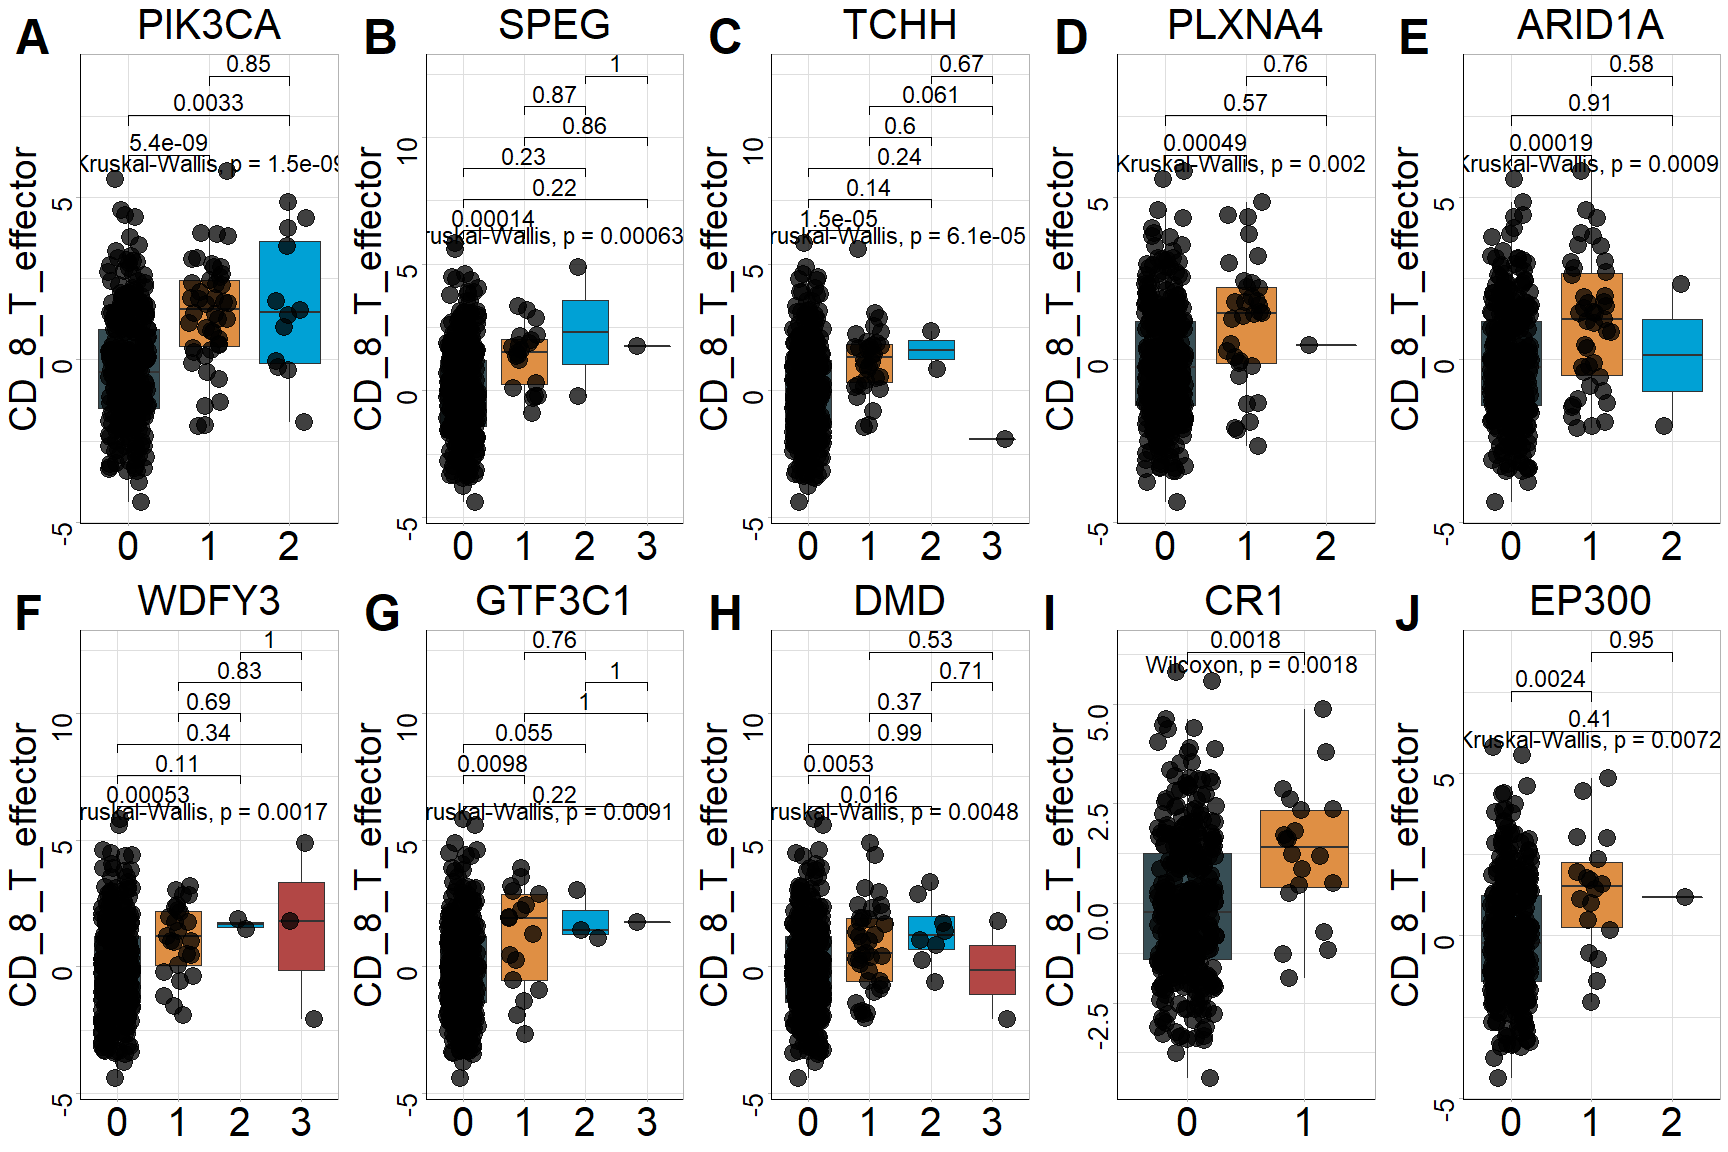 A PIK3CA
0.85
0.0033
5.4e-09
Kruskal-Wallis, p = 1.5e-09
CD_8_T_effector
5
0
-5
0 1 2
B SPEG
1
0.87
0.86
0.23
0.22
0.00014
ruskal-Wallis, p = 0.00063
CD_8_T_effector
10
5
0
-5
0 1 2 3
C TCHH
0.67
0.061
0.6
0.24
0.14
1.5e-05
ruskal-Wallis, p = 6.1e-05
CD_8_T_effector
10
5
0
-5
0 1 2 3
D PLXNA4
0.76
0.57
0.00049
Kruskal-Wallis, p = 0.002
CD_8_T_effector
5
0
-5
0 1 2
E ARID1A
0.58
0.91
0.00019
Kruskal-Wallis, p = 0.0009
CD_8_T_effector
5
0
-5
0 1 2
F WDFY3
1
0.83
0.69
0.34
0.11
0.00053
ruskal-Wallis, p = 0.0017
CD_8_T_effector
10
5
0
-5
0 1 2 3
G GTF3C1
0.76
1
1
0.055
0.0098
0.22
ruskal-Wallis, p = 0.0091
CD_8_T_effector
10
5
0
-5
0 1 2 3
H DMD
0.53
0.71
0.37
0.99
0.0053
0.016
ruskal-Wallis, p = 0.0048
CD_8_T_effector
10
5
0
-5
0 1 2 3
I CR1
0.0018
Wilcoxon, p = 0.0018
CD_8_T_effector
5.0
2.5
0.0
-2.5
0 1
J EP300
0.95
0.0024
0.41
Kruskal-Wallis, p = 0.0072
CD_8_T_effector
5
0
-5
0 1 2